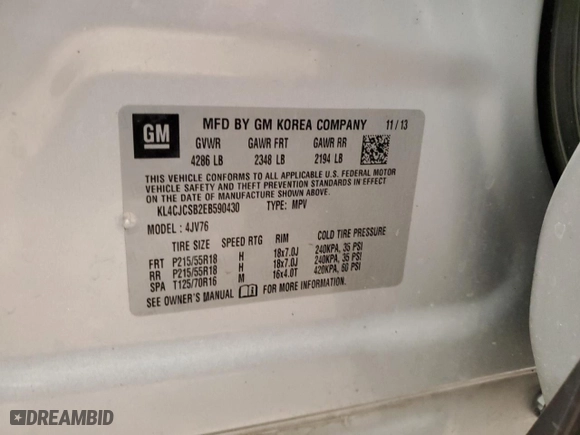 GM
MFD BY GM KOREA COMPANY 11/13
GVWR GAWR FRT GAWR RR
4286 LB 2348 LB 2194 LB
THIS VEHICLE CONFORMS TO ALL APPLICABLE U.S. FEDERAL MOTOR
VEHICLE SAFETY AND THEFT PREVENTION STANDARDS IN EFFECT
ON THE DATE OF MANUFACTURE SHOWN ABOVE.
KL4CJCSB2EB590430 TYPE: MPV
MODEL: 4JV76
TIRE SIZE SPEED RTG RIM COLD TIRE PRESSURE
FRT P215/55R18 H 18x7.0J 240KPA, 35 PSI
RR P215/55R18 H 18x7.0J 240KPA, 35 PSI
SPA T125/70R16 M 16x4.0T 420KPA, 60 PSI
SEE OWNER'S MANUAL FOR MORE INFORMATION.
DREAMBID